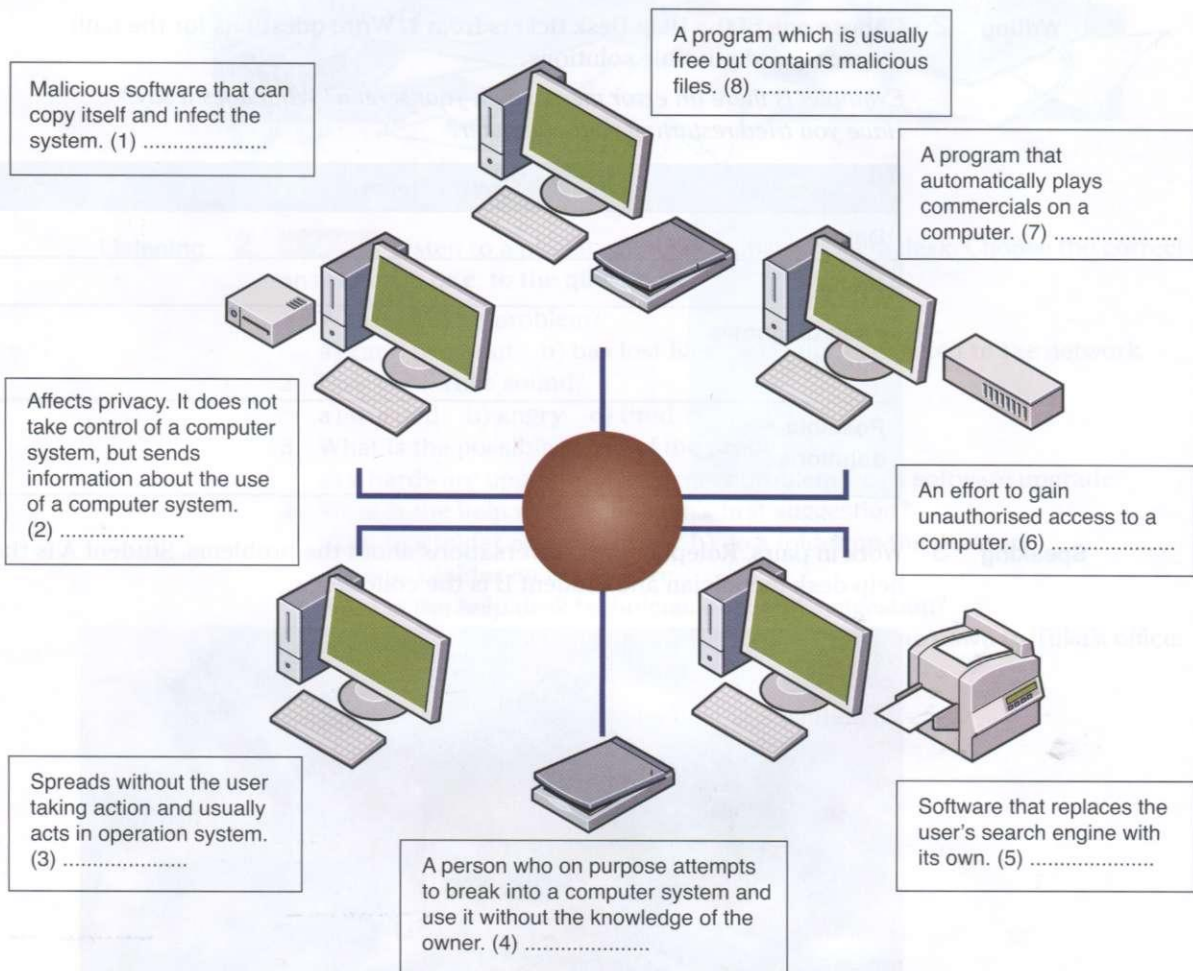 Malicious software that can
copy itself and infect the
system. (1) .....................
A program which is usually
free but contains malicious
files. (8) ......................
A program that
automatically plays
commercials on a
computer. (7) .....................
Affects privacy. It does not
take control of a computer
system, but sends
information about the use
of a computer system.
(2) .....................
An effort to gain
unauthorised access to a
computer. (6) .....................
Spreads without the user
taking action and usually
acts in operation system.
(3) .....................
Software that replaces the
user's search engine with
its own. (5) .....................
A person who on purpose attempts
to break into a computer system and
use it without the knowledge of the
owner. (4) .....................